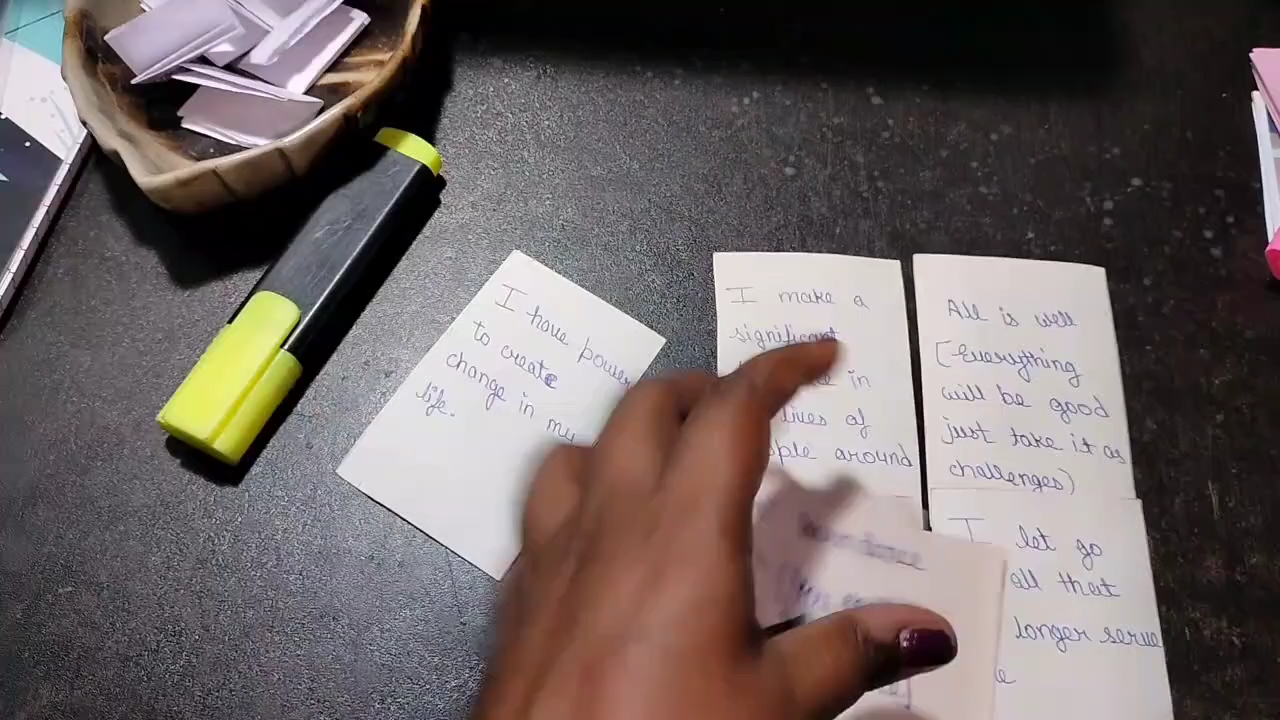 I have power
to create
change in my
life.
I make a
significant
in
lives of
around
All is well
[Everything
will be good
just take it as
challenges)
I let go
all that
longer serve